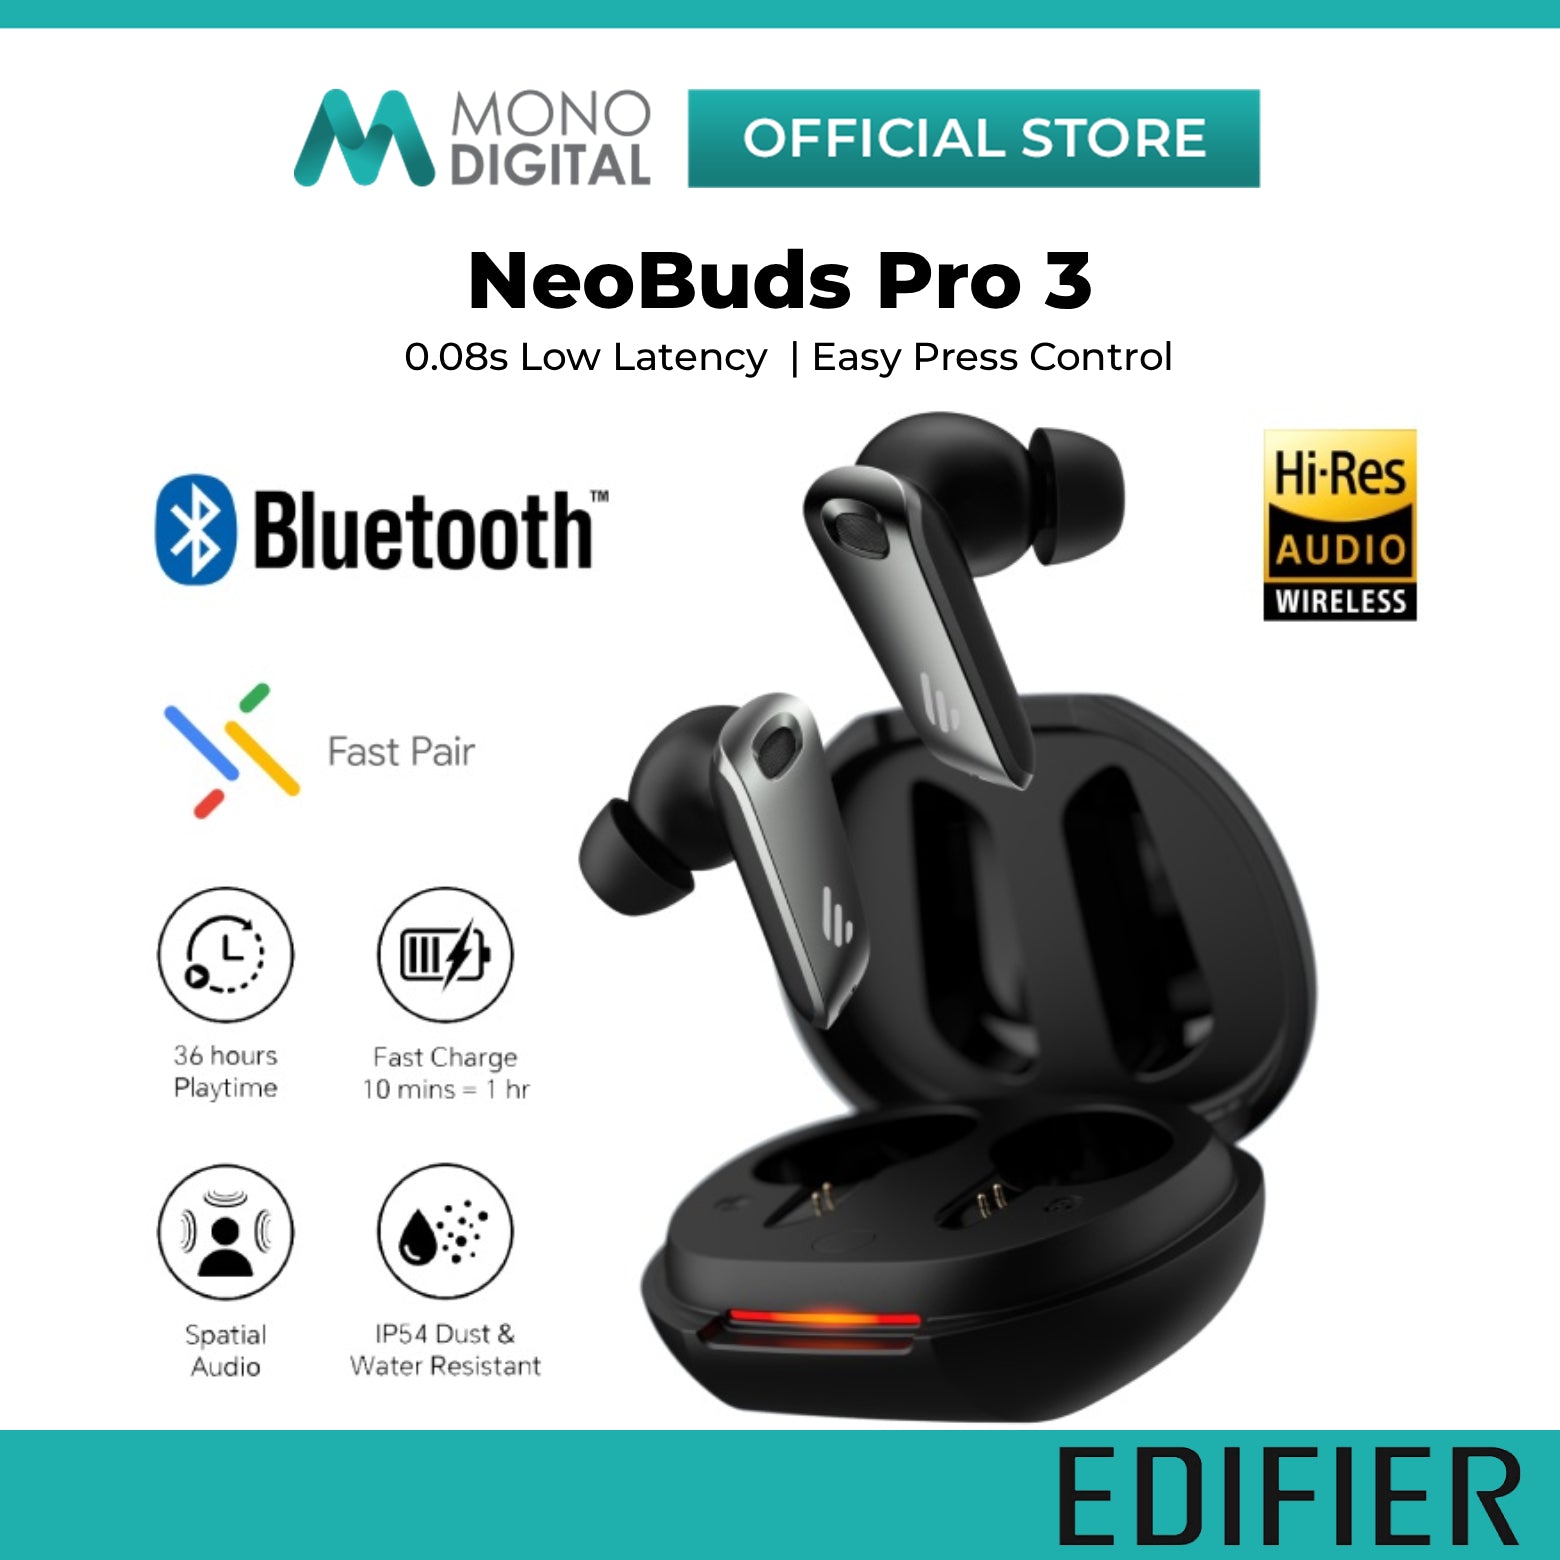 MONO
DIGITAL
OFFICIAL STORE
NeoBuds Pro 3
0.08s Low Latency | Easy Press Control
Bluetooth™
Hi-Res
AUDIO
WIRELESS
Fast Pair
36 hours
Playtime
Fast Charge
10 mins = 1 hr
Spatial
Audio
IP54 Dust &
Water Resistant
EDIFIER